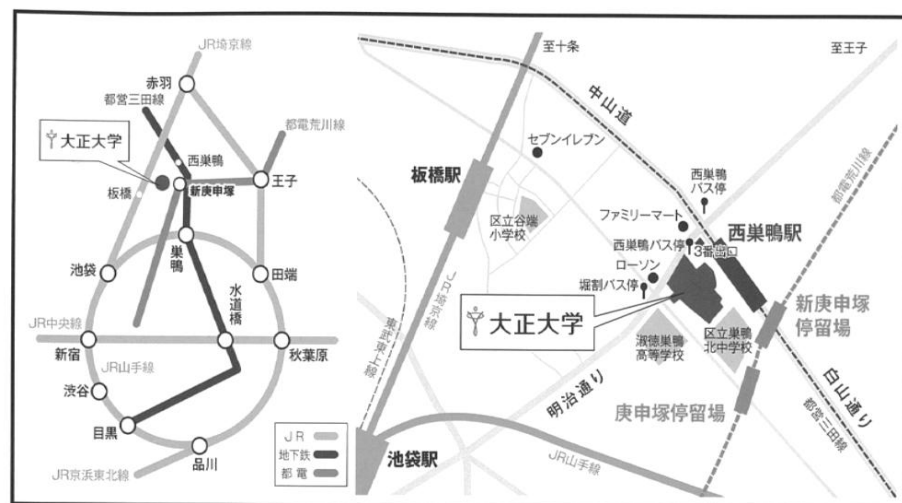 JR埼京線
赤羽
都営三田線
都電荒川線
大正大学
西巣鴨
新庚申塚
王子
板橋
巣鴨
池袋
田端
水道橋
JR中央線
新宿
秋葉原
JR山手線
渋谷
目黒
品川
JR京浜東北線
JR
地下鉄
都電
至十条
至王子
中山道
セブンイレブン
板橋駅
西巣鴨
バス停
都電荒川線
区立谷端
小学校
ファミリーマート
西巣鴨駅
西巣鴨バス停
3番出口
ローソン
堀割バス停
JR埼京線
東武東上線
大正大学
新庚申塚
停留場
淑徳巣鴨
高等学校
区立巣鴨
北中学校
明治通り
庚申塚停留場
白山通り
都営三田線
池袋駅
JR山手線